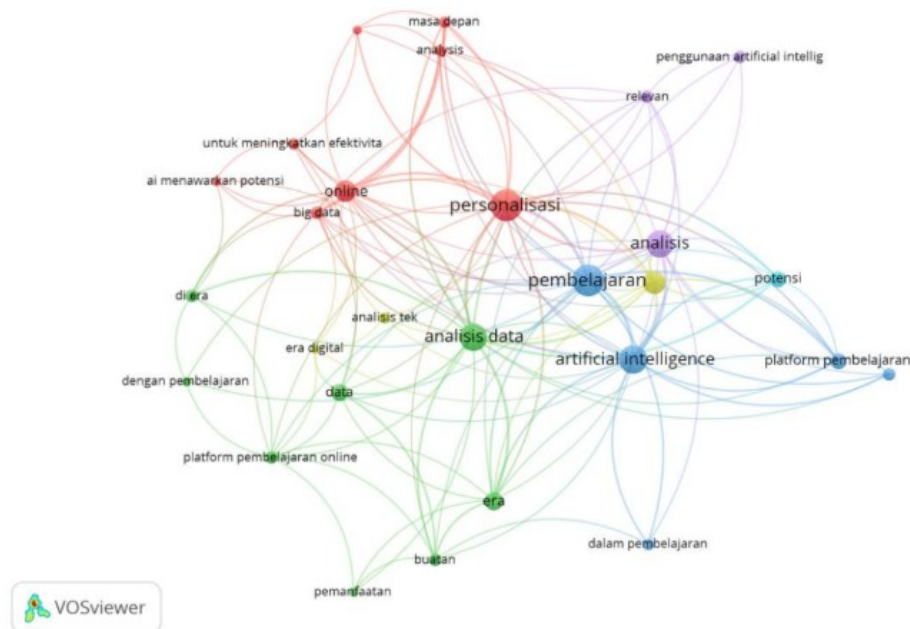 masa depan
analysis
penggunaan artificial intellig
relevan
untuk meningkatkan efektivita
ai menawarkan potensi
online
personalisasi
big data
analisis
pembelajaran
potensi
di era
analisis tek
analisis data
era digital
artificial intelligence
platform pembelajaran
dengan pembelajaran
data
platform pembelajaran online
era
dalam pembelajaran
buatan
pemanfaatan
VOSviewer